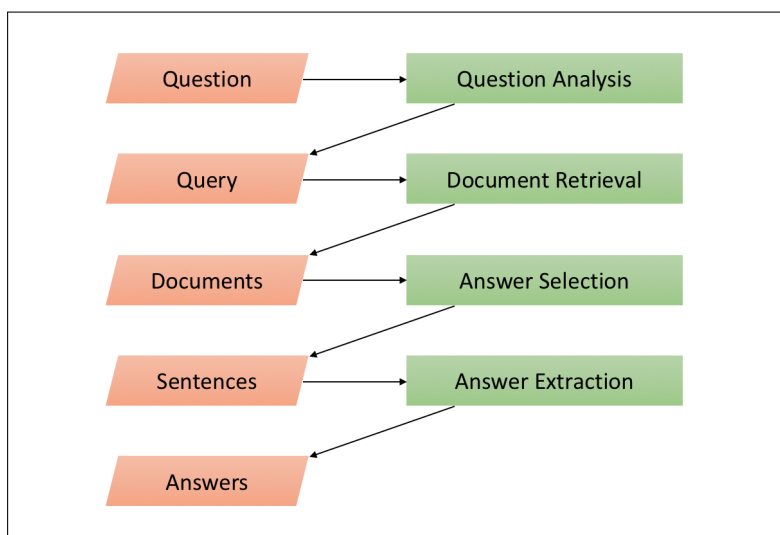 Question
Question Analysis
Query
Document Retrieval
Documents
Answer Selection
Sentences
Answer Extraction
Answers